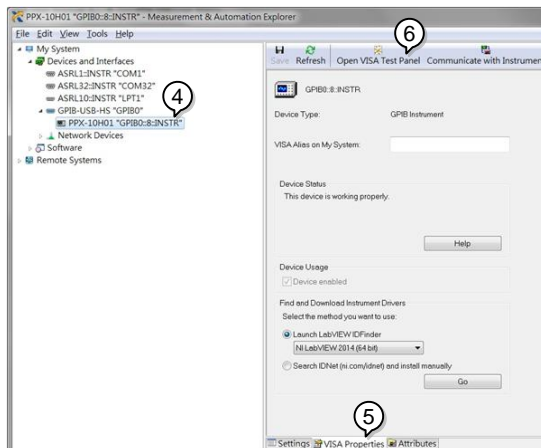 PPX-10H01 "GPIB0::8::INSTR" - Measurement & Automation Explorer
File Edit View Tools Help
My System
Devices and Interfaces
ASRL1::INSTR "COM1"
ASRL32::INSTR "COM32"
ASRL10::INSTR "LPT1"
GPIB-USB-HS "GPIB0"
PPX-10H01 "GPIB0::8::INSTR"
Network Devices
Software
Remote Systems
4
6
Save Refresh Open VISA Test Panel Communicate with Instrument
GPIB0::8::INSTR
Device Type: GPIB Instrument
VISA Alias on My System:
Device Status
This device is working properly.
Help
Device Usage
Device enabled
Find and Download Instrument Drivers
Select the method you want to use:
Launch LabVIEW IDFinder
NI LabVIEW 2014 (64 bit)
Search IDNet (ni.com/idnet) and install manually
Go
5
Settings VISA Properties Attributes